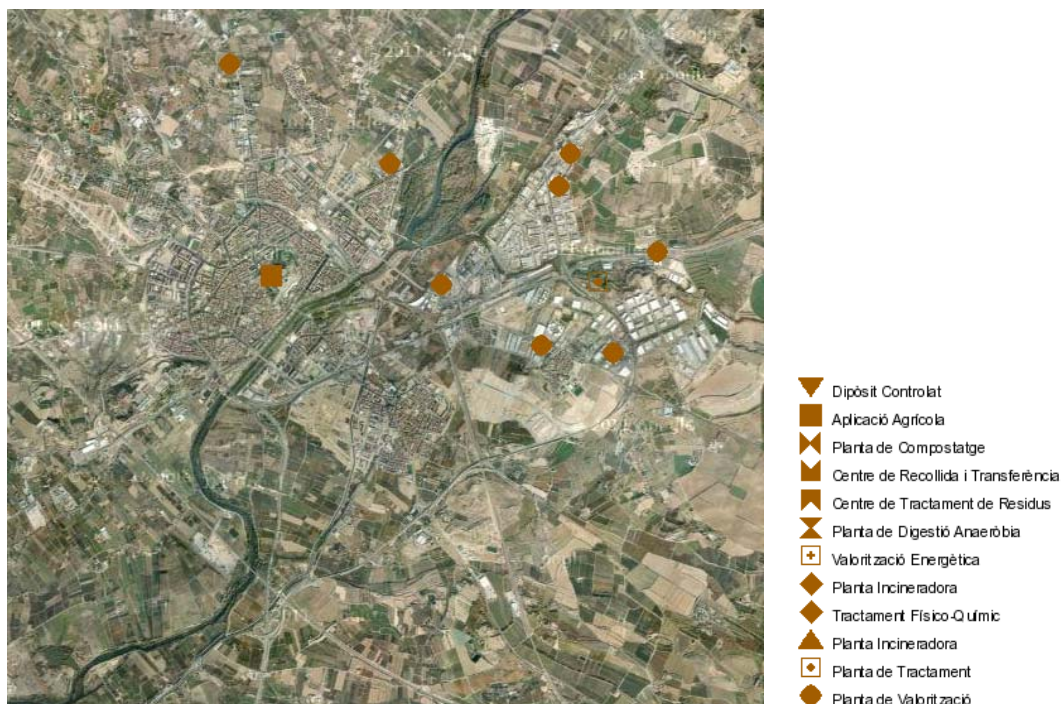 Dipòsit Controlat
Aplicació Agrícola
Planta de Compostatge
Centre de Recollida i Transferència
Centre de Tractament de Residus
Planta de Digestió Anaeròbia
Valorització Energètica
Planta Incineradora
Tractament Físico-Químic
Planta Incineradora
Planta de Tractament
Planta de Valorització